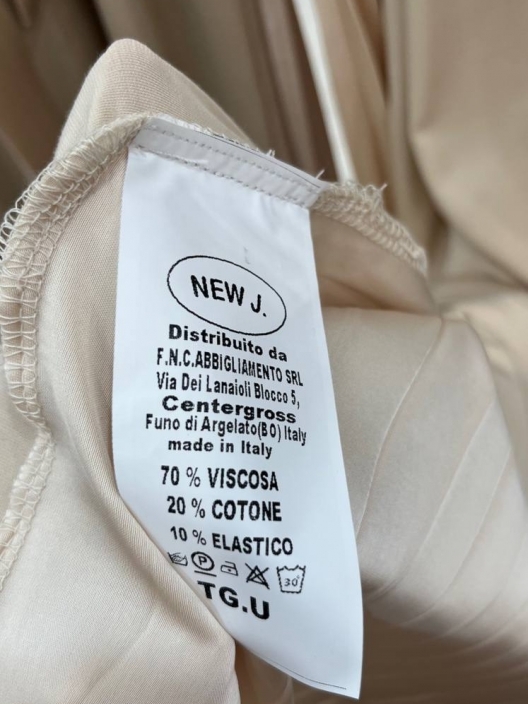 NEW J.
Distribuito da
F.N.C.ABBIGLIAMENTO SRL
Via Dei Lanaioli Blocco 5,
Centergross
Funo di Argelato(BO) Italy
made in Italy
70 % VISCOSA
20 % COTONE
10 % ELASTICO
P 30°
TG.U